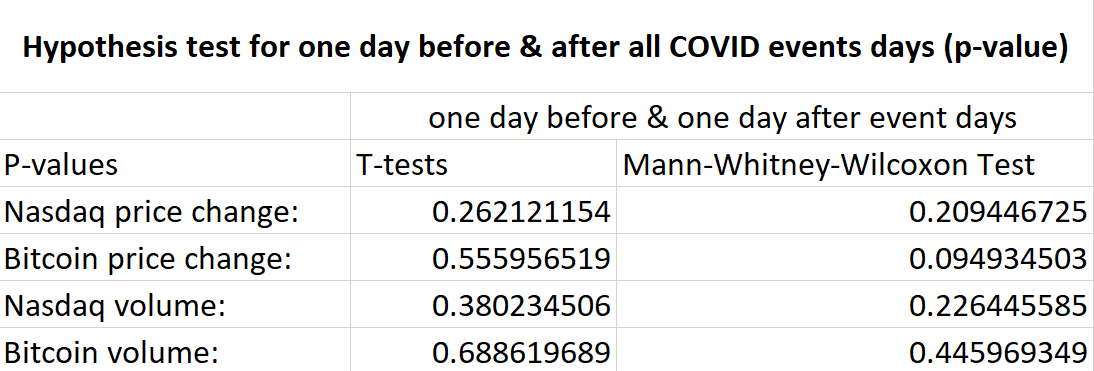 Hypothesis test for one day before & after all COVID events days (p-value)
one day before & one day after event days
P-values T-tests Mann-Whitney-Wilcoxon Test
Nasdaq price change: 0.262121154 0.209446725
Bitcoin price change: 0.555956519 0.094934503
Nasdaq volume: 0.380234506 0.226445585
Bitcoin volume: 0.688619689 0.445969349